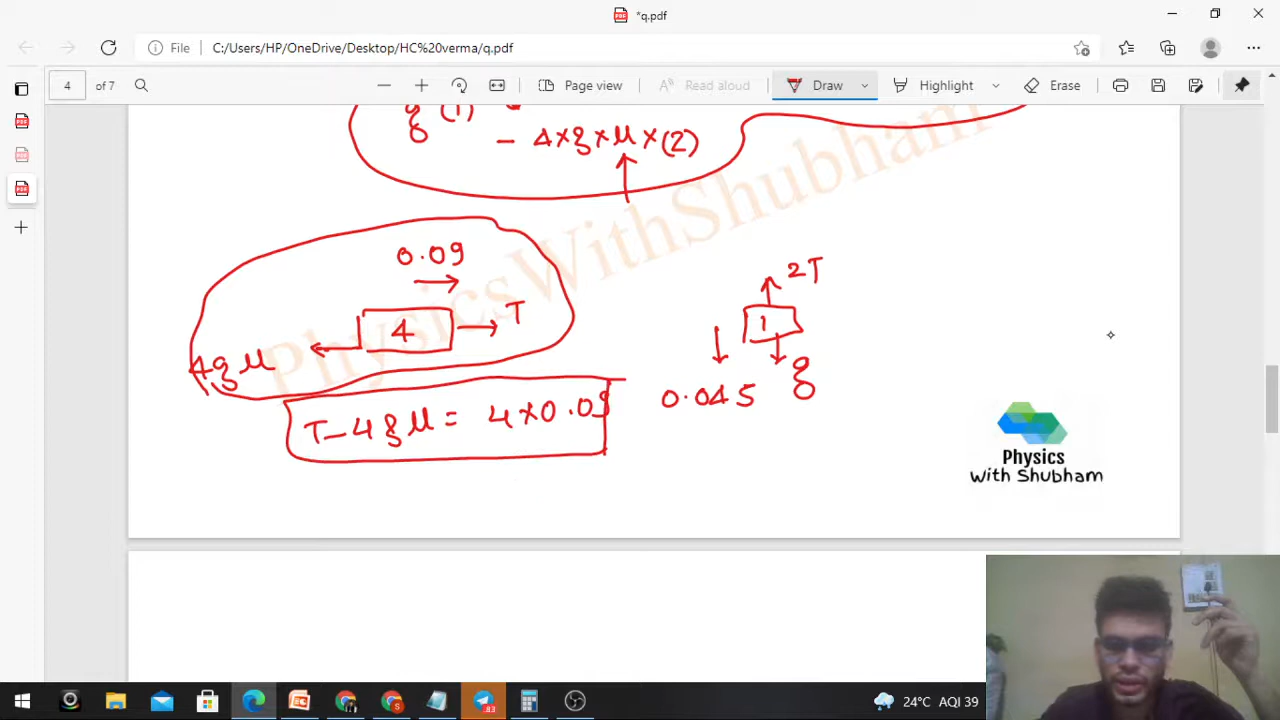 *q.pdf
File C:/Users/HP/OneDrive/Desktop/HC%20verma/q.pdf
4 of 7 Page view Read aloud Draw Highlight Erase
g (1)
- 4×g×μ×(2)
PhysicsWithShubham
0.09
2T
4
T
1
4gμ
g
0.045
T-4gμ = 4×0.09
Physics
With Shubham
83
24°C AQI 39